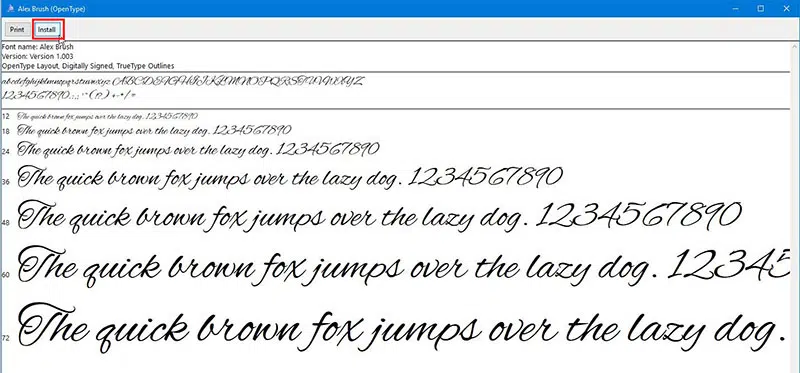 Alex Brush (OpenType)
Print Install
Font name: Alex Brush
Version: Version 1.003
OpenType Layout, Digitally Signed, TrueType Outlines
abcdefghijklmnopqrstuvwxyz ABCDEFGHIJKLMNOPQRSTUVWXYZ
1234567890.:,; ' " (!?) +-*/=
12 The quick brown fox jumps over the lazy dog. 1234567890
18 The quick brown fox jumps over the lazy dog. 1234567890
24 The quick brown fox jumps over the lazy dog. 1234567890
36 The quick brown fox jumps over the lazy dog. 1234567890
48 The quick brown fox jumps over the lazy dog. 1234567890
60 The quick brown fox jumps over the lazy dog. 12345
72 The quick brown fox jumps over the lazy dog.